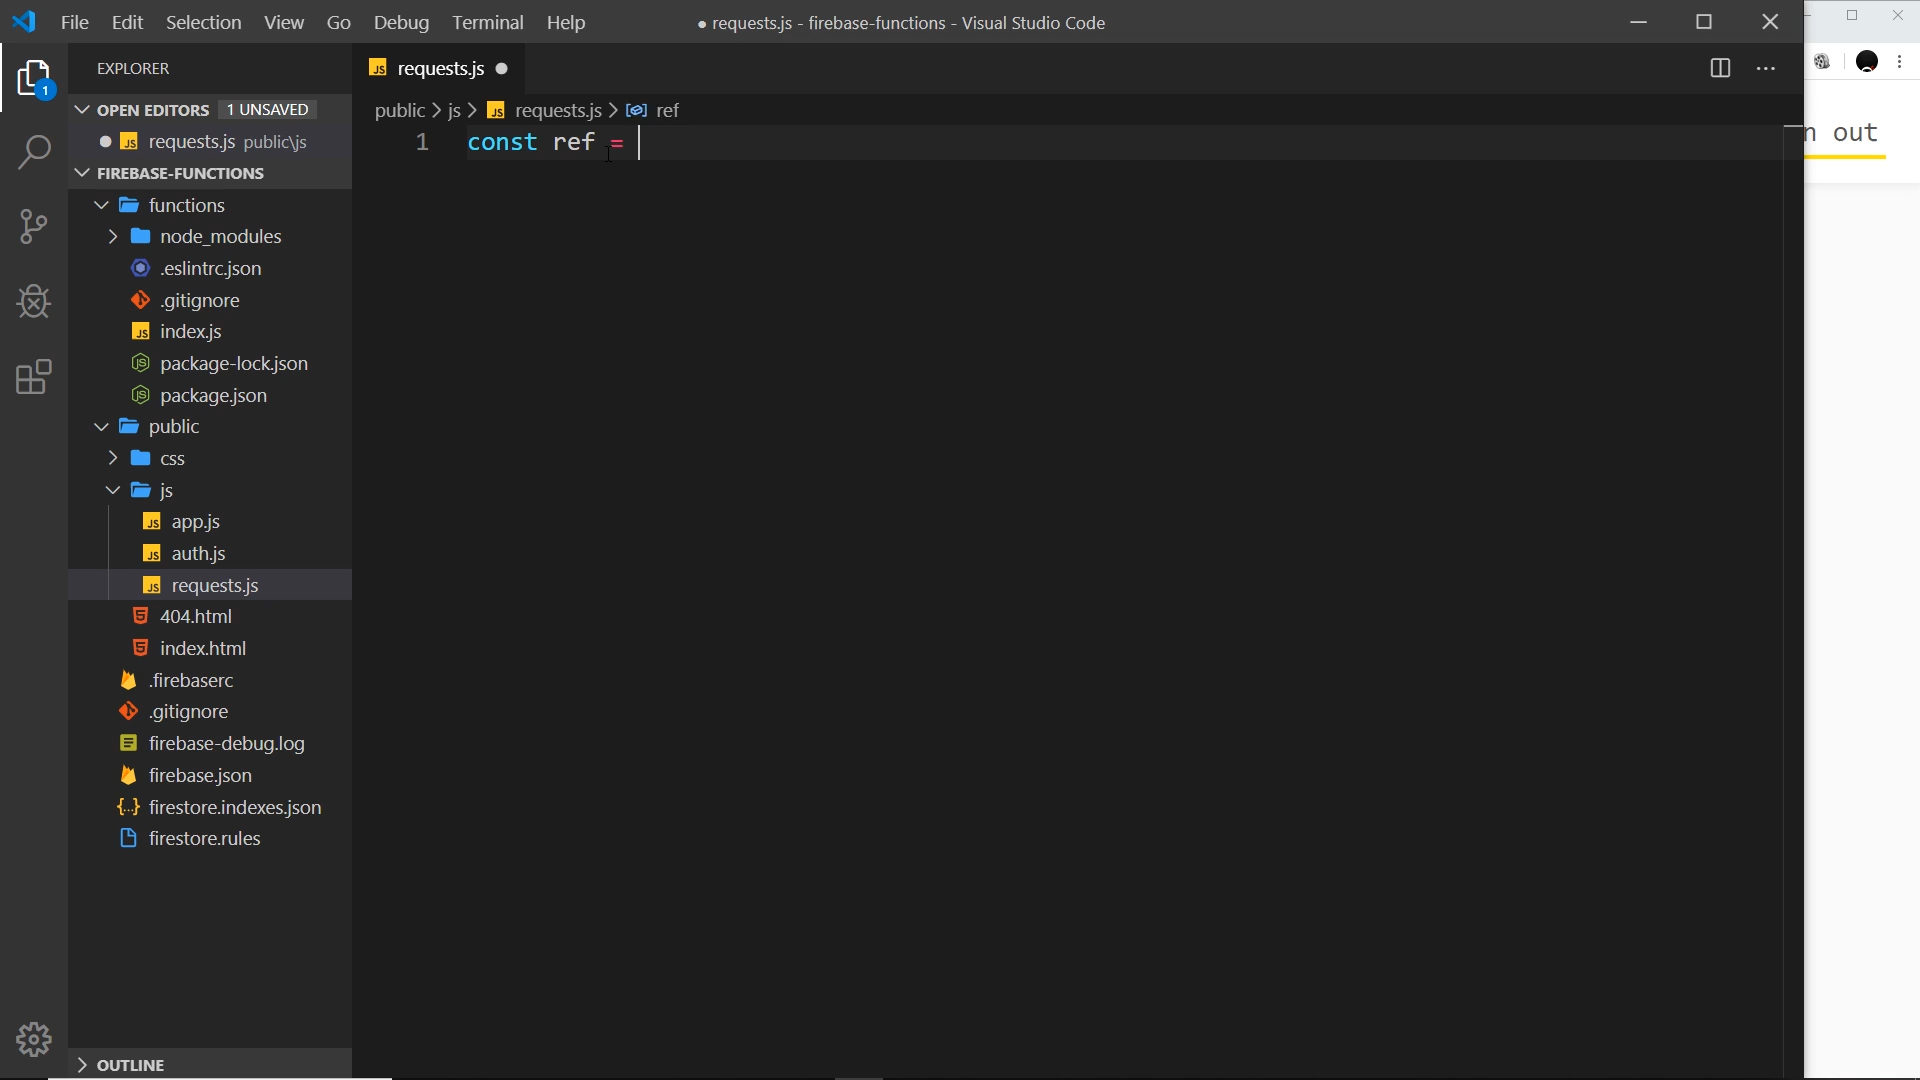 File Edit Selection View Go Debug Terminal Help
● requests.js - firebase-functions - Visual Studio Code
EXPLORER
OPEN EDITORS 1 UNSAVED
requests.js public\js
FIREBASE-FUNCTIONS
functions
node_modules
.eslintrc.json
.gitignore
index.js
package-lock.json
package.json
public
css
js
app.js
auth.js
requests.js
404.html
index.html
.firebaserc
.gitignore
firebase-debug.log
firebase.json
firestore.indexes.json
firestore.rules
OUTLINE
1
JS requests.js
public > js > JS requests.js > ref
1 const ref =
out